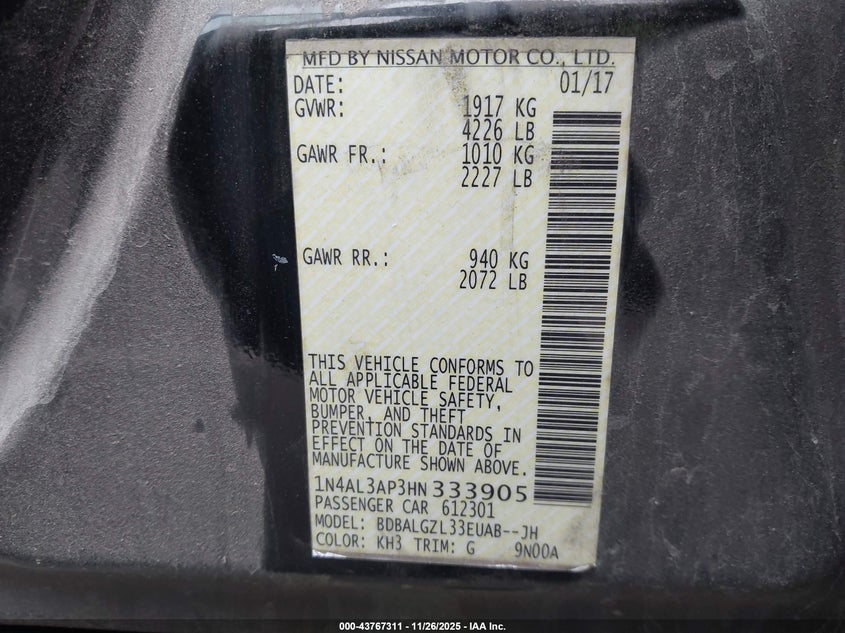 MFD BY NISSAN MOTOR CO., LTD.
DATE: 01/17
GVWR: 1917 KG
4226 LB
GAWR FR.: 1010 KG
2227 LB
GAWR RR.: 940 KG
2072 LB
THIS VEHICLE CONFORMS TO
ALL APPLICABLE FEDERAL
MOTOR VEHICLE SAFETY,
BUMPER, AND THEFT
PREVENTION STANDARDS IN
EFFECT ON THE DATE OF
MANUFACTURE SHOWN ABOVE.
1N4AL3AP3HN333905
PASSENGER CAR 612301
MODEL: BDBALGZL33EUAB--JH
COLOR: KH3 TRIM: G 9N00A
000-43767311 - 11/26/2025 - IAA Inc.